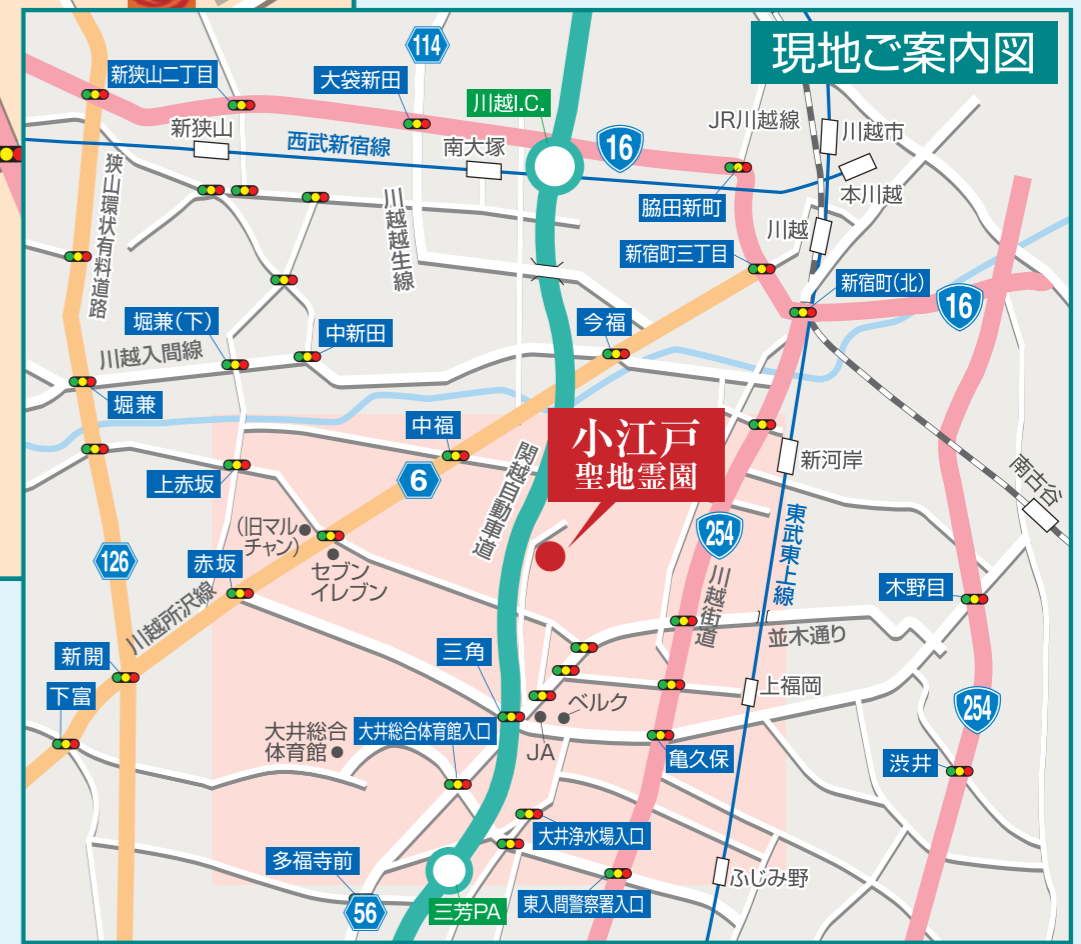 現地ご案内図
114
新狭山二丁目
大袋新田
川越I.C.
16
JR川越線
川越市
新狭山
西武新宿線
南大塚
本川越
狭山環状有料道路
川越越生線
脇田新町
川越
新宿町三丁目
新宿町(北)
16
堀兼(下)
中新田
今福
川越入間線
堀兼
中福
小江戸
聖地霊園
関越自動車道
新河岸
南古谷
上赤坂
6
254
東武東上線
(旧マル
チャン)
セブン
イレブン
126
赤坂
川越所沢線
川越街道
木野目
並木通り
新開
三角
下富
上福岡
ベルク
254
大井総合
体育館
大井総合体育館入口
JA
亀久保
渋井
大井浄水場入口
多福寺前
ふじみ野
56
三芳PA
東入間警察署入口